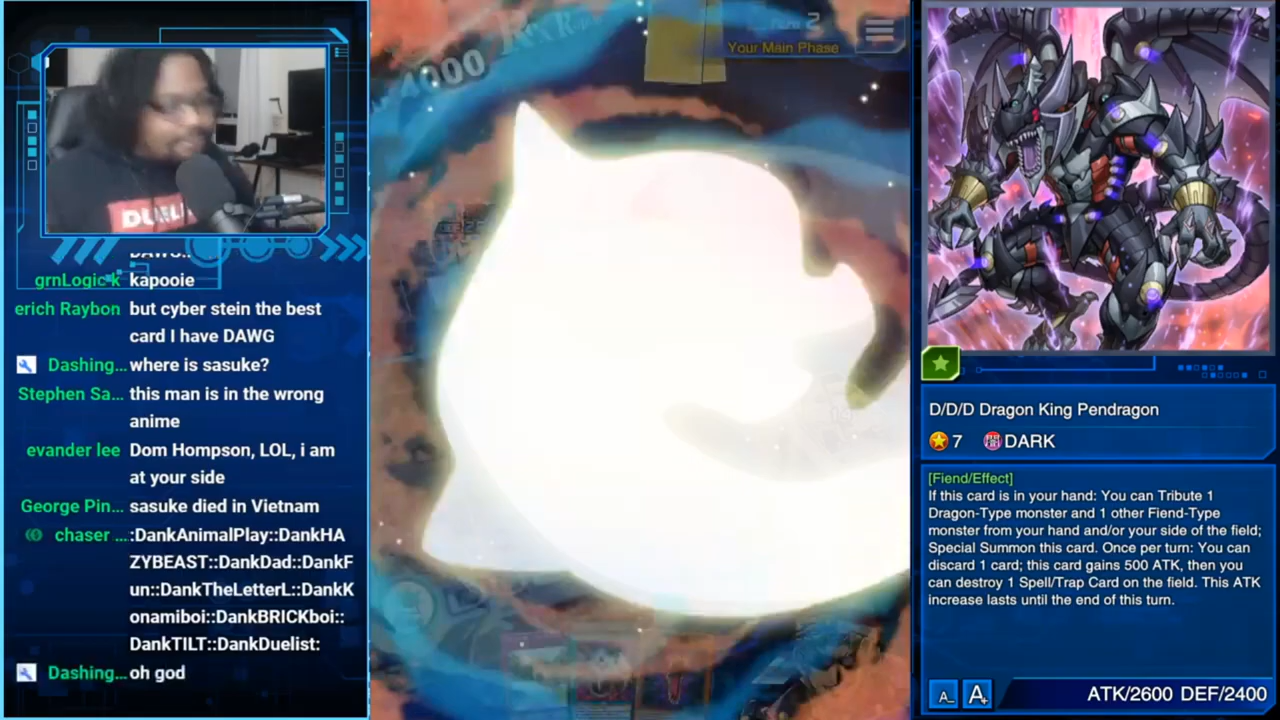 DUEL
DAWG..
grnLogic k kapooie
erich Raybon but cyber stein the best
card I have DAWG
Dashing... where is sasuke?
Stephen Sa... this man is in the wrong
anime
evander lee Dom Hompson, LOL, i am
at your side
George Pin... sasuke died in Vietnam
chaser ... :DankAnimalPlay::DankHA
ZYBEAST::DankDad::DankF
un::DankTheLetterL::DankK
onamiboi::DankBRICKboi::
DankTILT::DankDuelist:
Dashing... oh god
4000
3
Your Main Phase
D/D/D Dragon King Pendragon
7 DARK
[Fiend/Effect]
If this card is in your hand: You can Tribute 1
Dragon-Type monster and 1 other Fiend-Type
monster from your hand and/or your side of the field;
Special Summon this card. Once per turn: You can
discard 1 card; this card gains 500 ATK, then you
can destroy 1 Spell/Trap Card on the field. This ATK
increase lasts until the end of this turn.
A- A+ ATK/2600 DEF/2400